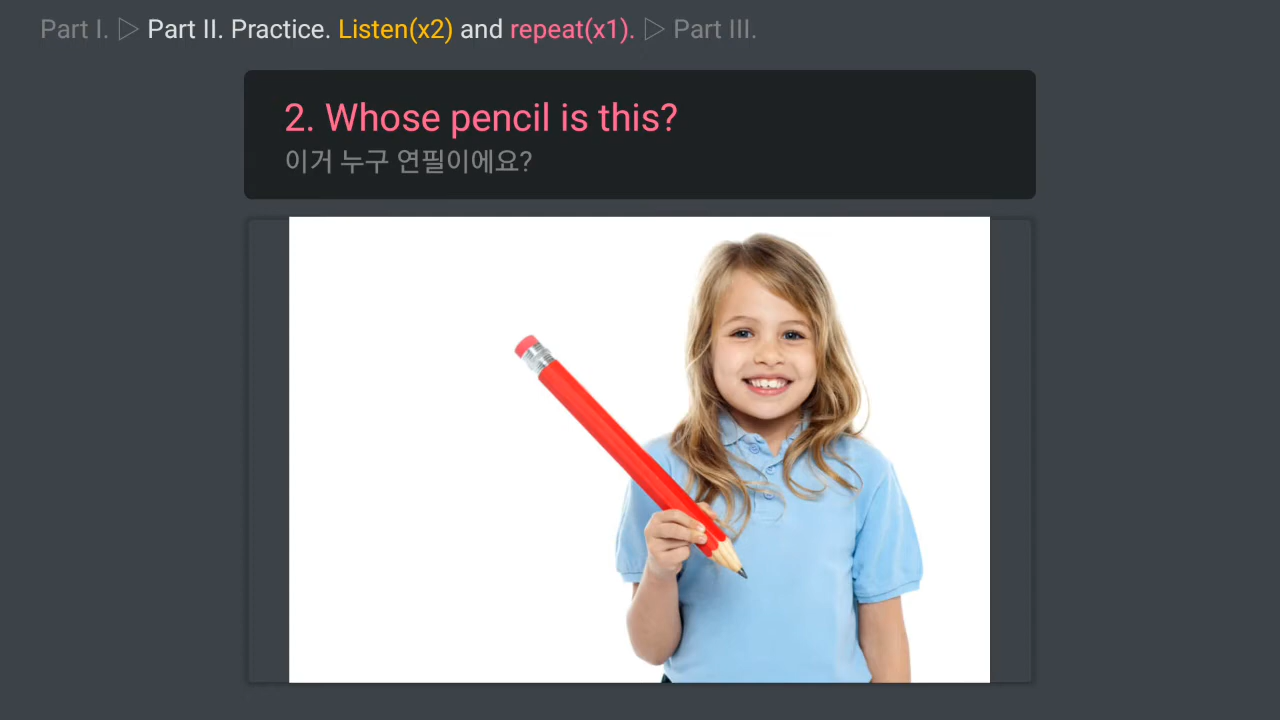 Part I. ▷ Part II. Practice. Listen(x2) and repeat(x1). ▷ Part III.
2. Whose pencil is this?
이거 누구 연필이에요?